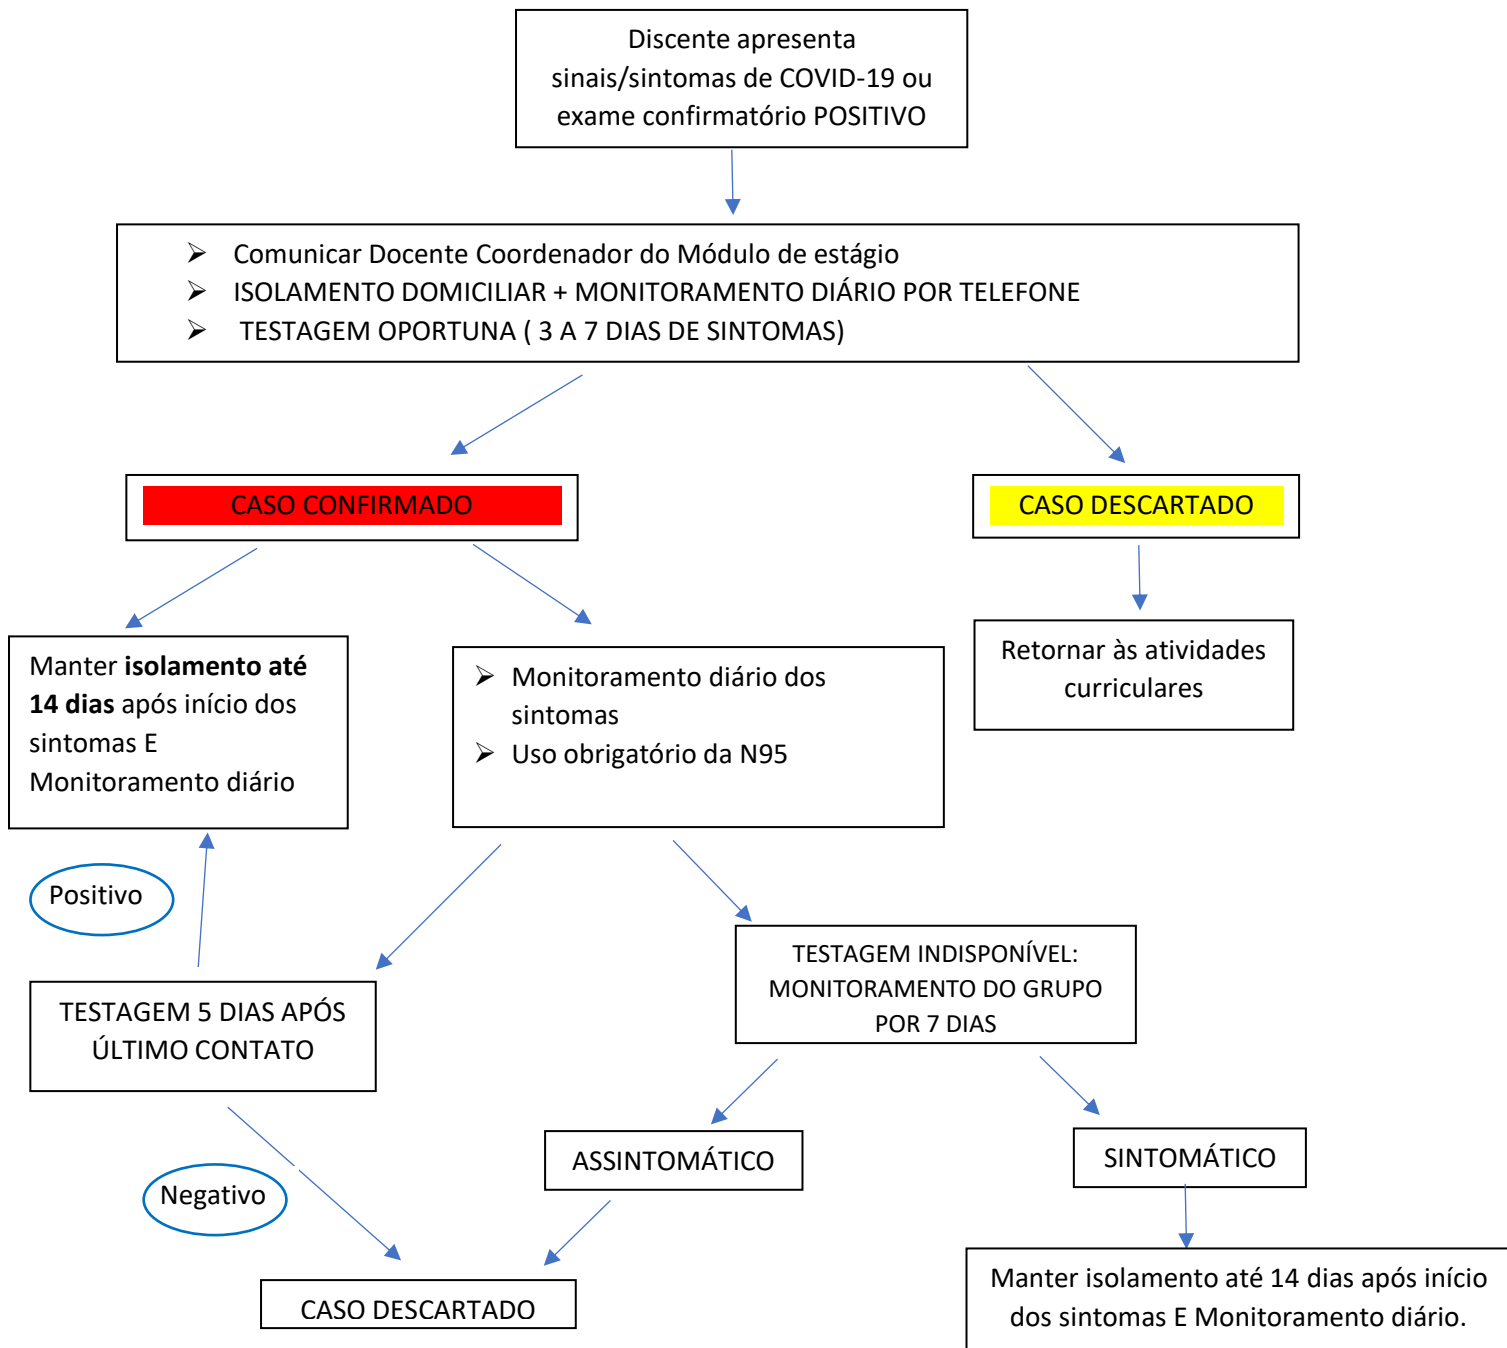 Discente apresenta
sinais/sintomas de COVID-19 ou
exame confirmatório POSITIVO
➢ Comunicar Docente Coordenador do Módulo de estágio
➢ ISOLAMENTO DOMICILIAR + MONITORAMENTO DIÁRIO POR TELEFONE
➢ TESTAGEM OPORTUNA ( 3 A 7 DIAS DE SINTOMAS)
CASO CONFIRMADO
CASO DESCARTADO
Manter isolamento até
14 dias após início dos
sintomas E
Monitoramento diário
➢ Monitoramento diário dos
sintomas
➢ Uso obrigatório da N95
Retornar às atividades
curriculares
Positivo
TESTAGEM 5 DIAS APÓS
ÚLTIMO CONTATO
TESTAGEM INDISPONÍVEL:
MONITORAMENTO DO GRUPO
POR 7 DIAS
Negativo
ASSINTOMÁTICO
SINTOMÁTICO
CASO DESCARTADO
Manter isolamento até 14 dias após início
dos sintomas E Monitoramento diário.